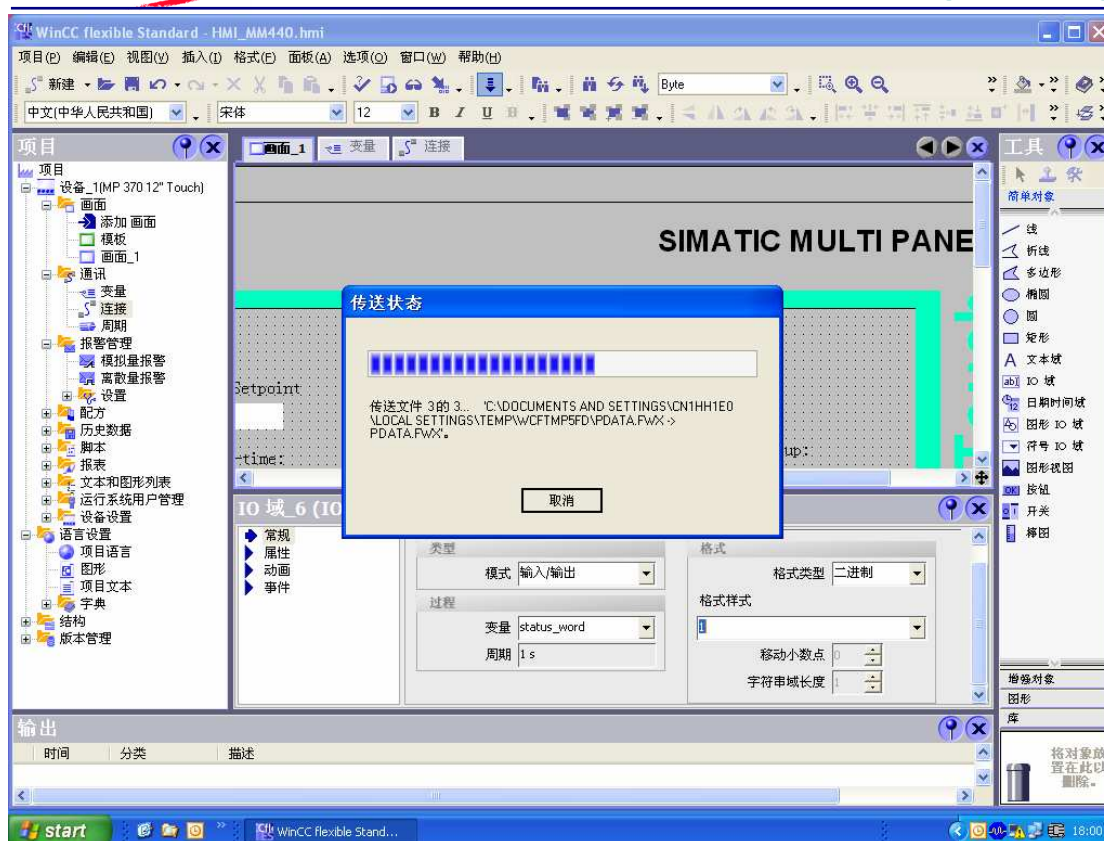 WinCC flexible Standard - HMI_MM440.hmi
项目(P) 编辑(E) 视图(V) 插入(I) 格式(F) 面板(A) 选项(O) 窗口(W) 帮助(H)
新建
Byte
中文(中华人民共和国)
宋体
12
B I U
项目
项目
设备_1(MP 370 12" Touch)
画面
添加 画面
模板
画面_1
通讯
变量
连接
周期
报警管理
模拟量报警
离散量报警
设置
配方
历史数据
脚本
报表
文本和图形列表
运行系统用户管理
设备设置
语言设置
项目语言
图形
项目文本
字典
结构
版本管理
画面_1
变量
连接
SIMATIC MULTI PANE
Setpoint
-time:
up:
传送状态
传送文件 3的 3... 'C:\DOCUMENTS AND SETTINGS\CN1HH1E0
\LOCAL SETTINGS\TEMP\WCFTMP5FD\PDATA.FWX ->
PDATA.FWX'。
取消
IO 域_6 (IO
常规
属性
动画
事件
类型
模式 输入/输出
过程
变量 status_word
周期 1 s
格式
格式类型 二进制
格式样式
1
移动小数点 0
字符串域长度 1
工具
简单对象
线
折线
多边形
椭圆
圆
矩形
文本域
IO 域
日期时间域
图形 IO 域
符号 IO 域
图形视图
按钮
开关
棒图
增强对象
图形
库
将对象放
置在此以
删除。
输出
时间 分类 描述
start
WinCC flexible Stand...
18:00